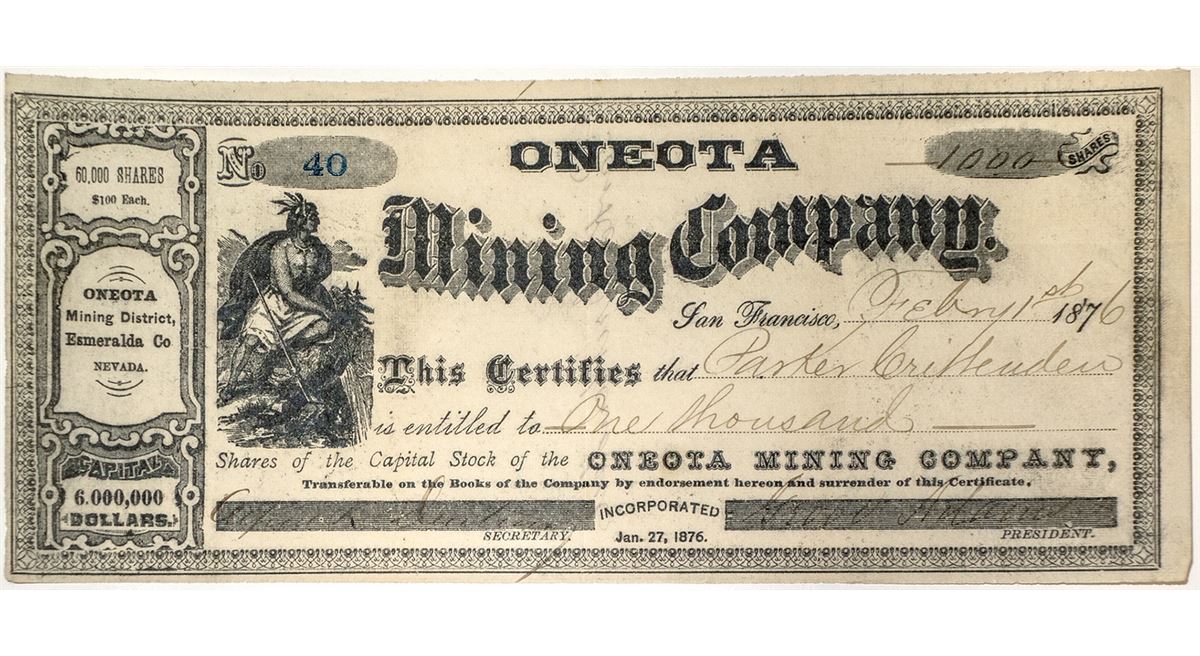 60,000 SHARES
$100 Each.
ONEOTA
Mining District,
Esmeralda Co
NEVADA.
CAPITAL
6.000,000
DOLLARS.
No 40
ONEOTA
1000 SHARES
Mining Company.
San Francisco, Febry 1st 1876
This Certifies that Parker Crittenden
is entitled to One thousand
Shares of the Capital Stock of the ONEOTA MINING COMPANY,
Transferable on the Books of the Company by endorsement hereon and surrender of this Certificate.
INCORPORATED
Jan. 27, 1876.
SECRETARY.
PRESIDENT.